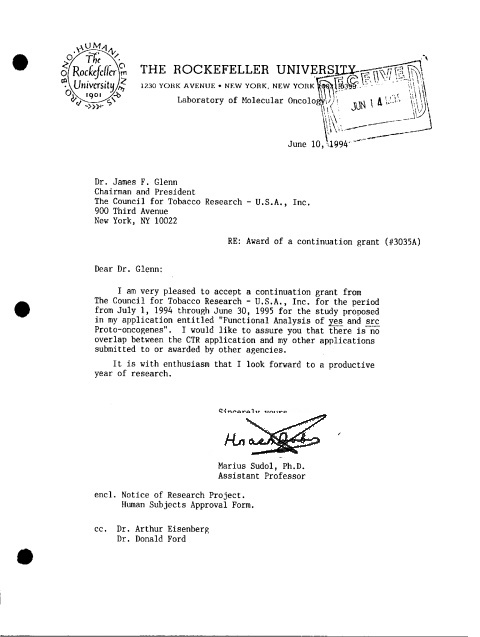 PRO·BONO·HUMANI·GENERIS
The
Rockefeller
University
1901
THE ROCKEFELLER UNIVERSITY
1230 YORK AVENUE • NEW YORK, NEW YORK
Laboratory of Molecular Oncology
RECEIVED
JUN 14
June 10, 1994
Dr. James F. Glenn
Chairman and President
The Council for Tobacco Research - U.S.A., Inc.
900 Third Avenue
New York, NY 10022
RE: Award of a continuation grant (#3035A)
Dear Dr. Glenn:
I am very pleased to accept a continuation grant from
The Council for Tobacco Research - U.S.A., Inc. for the period
from July 1, 1994 through June 30, 1995 for the study proposed
in my application entitled "Functional Analysis of yes and src
Proto-oncogenes". I would like to assure you that there is no
overlap between the CTR application and my other applications
submitted to or awarded by other agencies.
It is with enthusiasm that I look forward to a productive
year of research.
Sincerely yours
Marius Sudol, Ph.D.
Assistant Professor
encl. Notice of Research Project.
Human Subjects Approval Form.
cc. Dr. Arthur Eisenberg
Dr. Donald Ford